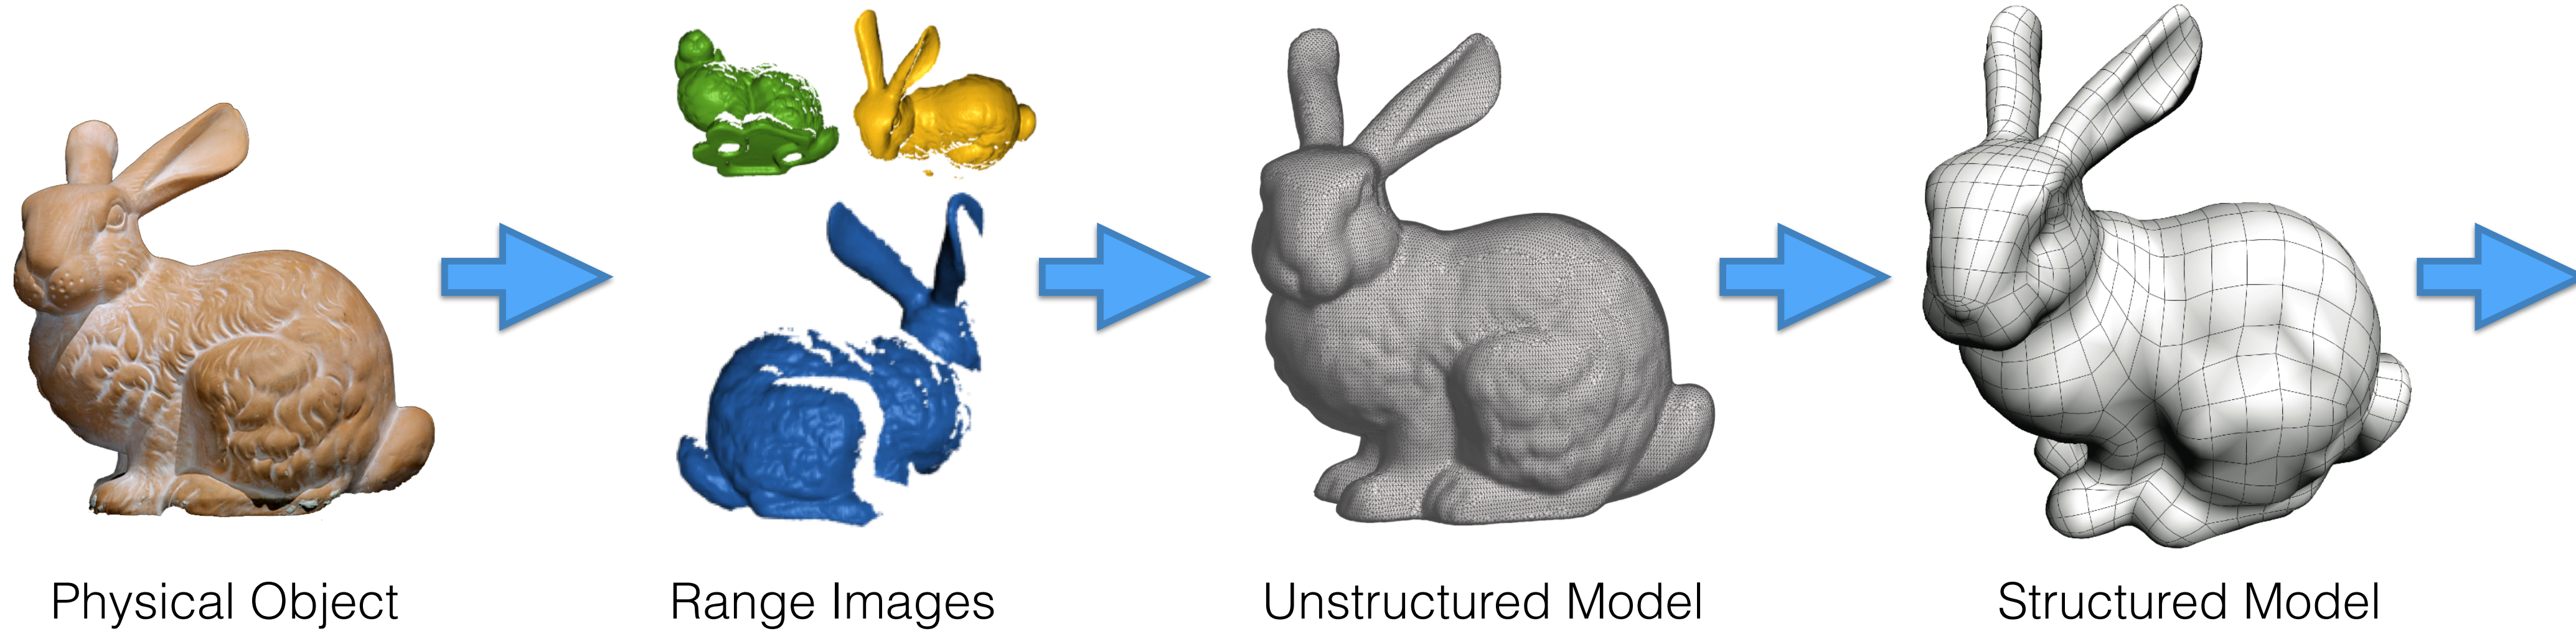 Physical Object
Range Images
Unstructured Model
Structured Model